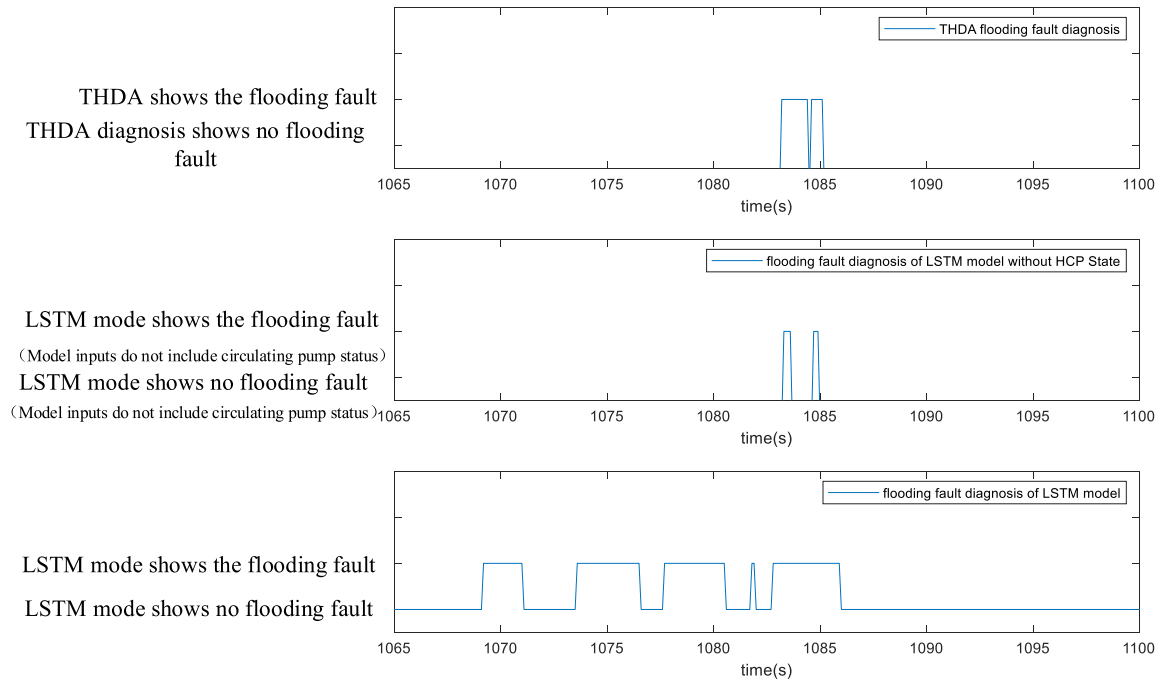 THDA flooding fault diagnosis
THDA shows the flooding fault
THDA diagnosis shows no flooding
fault
1065 1070 1075 1080 1085 1090 1095 1100
time(s)
flooding fault diagnosis of LSTM model without HCP State
LSTM mode shows the flooding fault
（Model inputs do not include circulating pump status）
LSTM mode shows no flooding fault
（Model inputs do not include circulating pump status）
1065 1070 1075 1080 1085 1090 1095 1100
time(s)
flooding fault diagnosis of LSTM model
LSTM mode shows the flooding fault
LSTM mode shows no flooding fault
1065 1070 1075 1080 1085 1090 1095 1100
time(s)